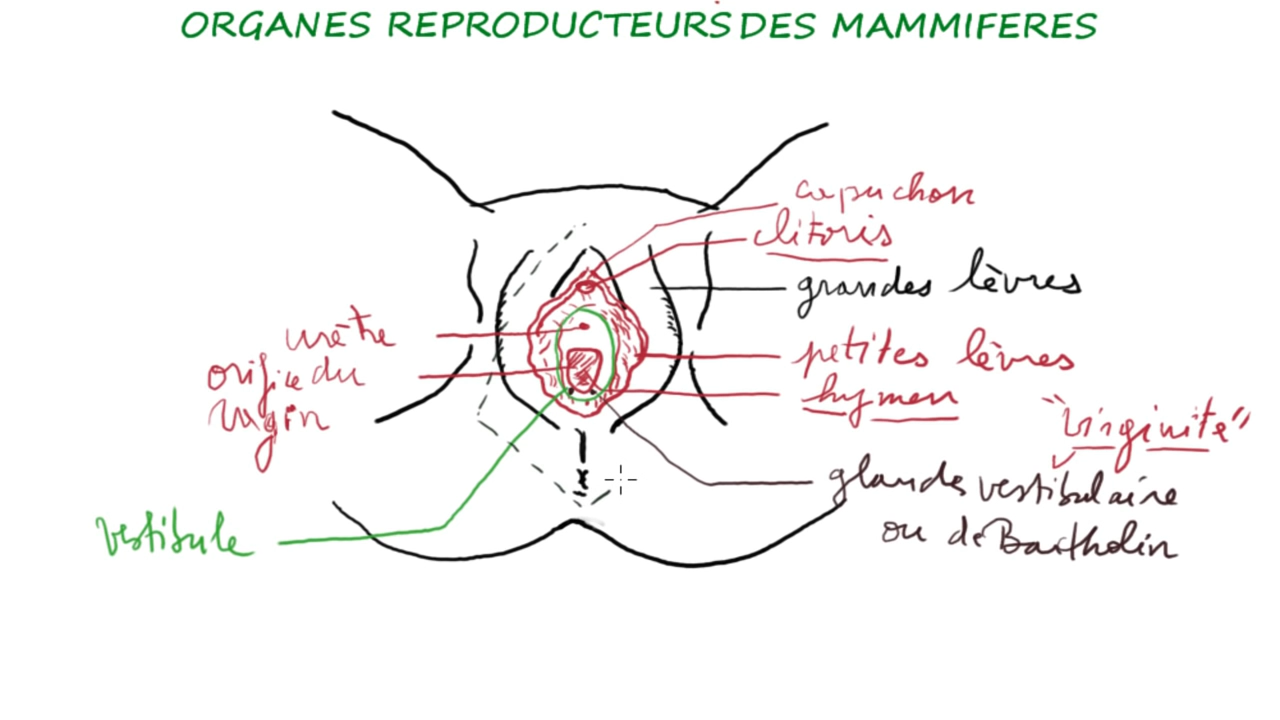 ORGANES REPRODUCTEURS DES MAMMIFERES
capuchon
clitoris
grandes lèvres
urètre
orifice du
vagin
petites lèvres
hymen
"virginité"
glandes vestibulaire
ou de Bartholin
vestibule